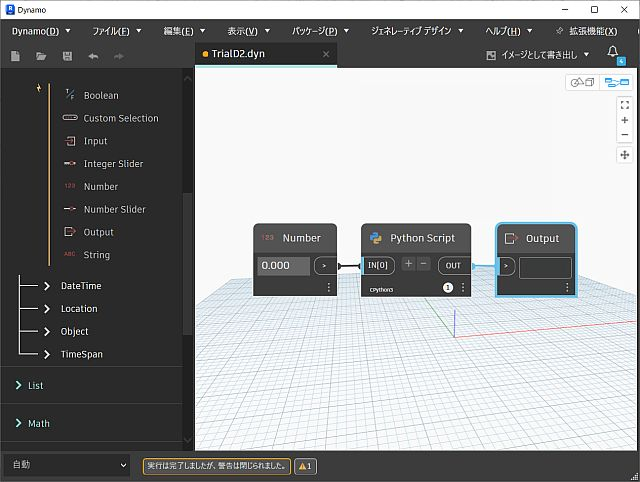 Dynamo
Dynamo(D) ファイル(F) 編集(E) 表示(V) パッケージ(P) ジェネレーティブ デザイン ヘルプ(H) 拡張機能(X)
TrialD2.dyn
イメージとして書き出し
4
Boolean
Custom Selection
Input
Integer Slider
Number
Number Slider
Output
String
DateTime
Location
Object
TimeSpan
List
Math
123 Number
0.000 >
Python Script
IN[0] + − OUT
CPython3 1
Output
>
自動
実行は完了しましたが、警告は閉じられました。
1